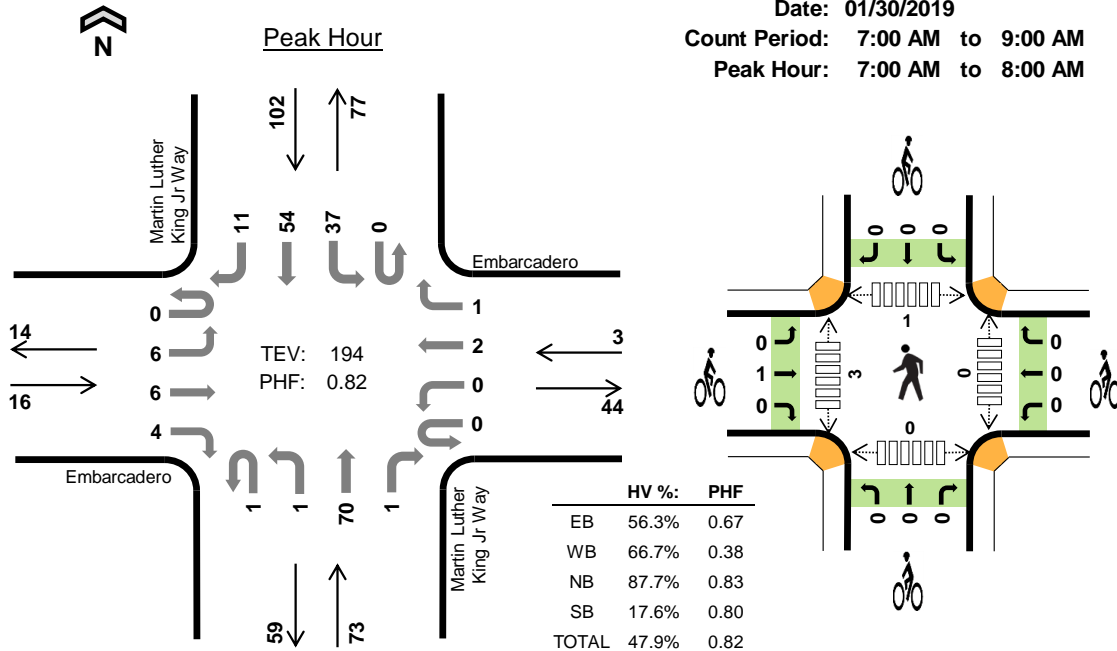 N
Peak Hour
Date: 01/30/2019
Count Period: 7:00 AM to 9:00 AM
Peak Hour: 7:00 AM to 8:00 AM
102
77
Martin Luther
King Jr Way
11
54
37
0
Embarcadero
0
6
6
4
1
2
0
0
14
16
3
44
TEV: 194
PHF: 0.82
Embarcadero
1
1
70
1
Martin Luther
King Jr Way
59
73
HV %: PHF
EB 56.3% 0.67
WB 66.7% 0.38
NB 87.7% 0.83
SB 17.6% 0.80
TOTAL 47.9% 0.82
0 0 0
1
0
1
0
3
0
0
0
0
0
0 0 0